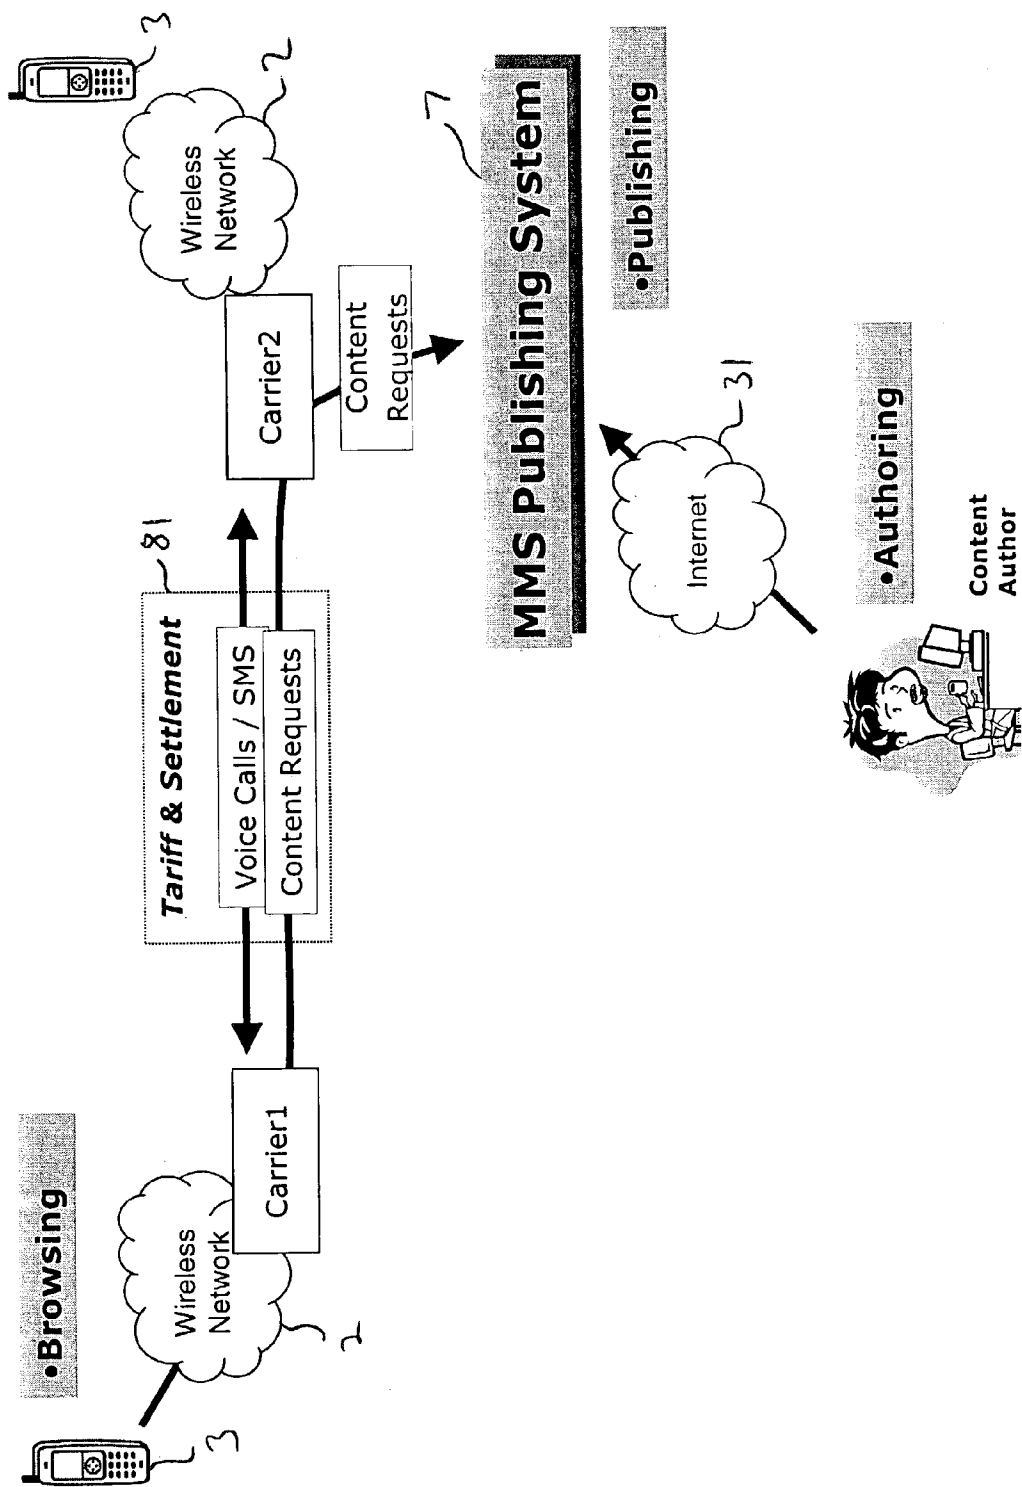 •Browsing
3
Wireless
Network
2
Carrier1
Tariff & Settlement
81
Voice Calls / SMS
Content Requests
Carrier2
Wireless
Network
2
3
Content
Requests
7
MMS Publishing System
•Publishing
Internet
31
•Authoring
Content
Author